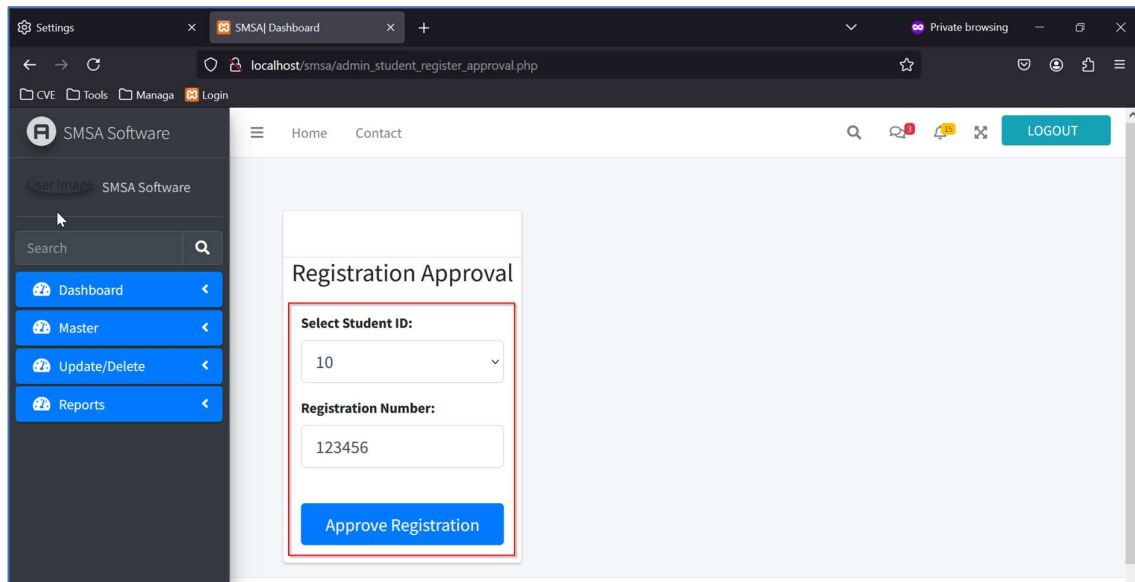 Settings
SMSA| Dashboard
Private browsing
localhost/smsa/admin_student_register_approval.php
CVE Tools Managa Login
SMSA Software
Home Contact
3
15
LOGOUT
User Image SMSA Software
Search
Dashboard
Master
Update/Delete
Reports
Registration Approval
Select Student ID:
10
Registration Number:
123456
Approve Registration